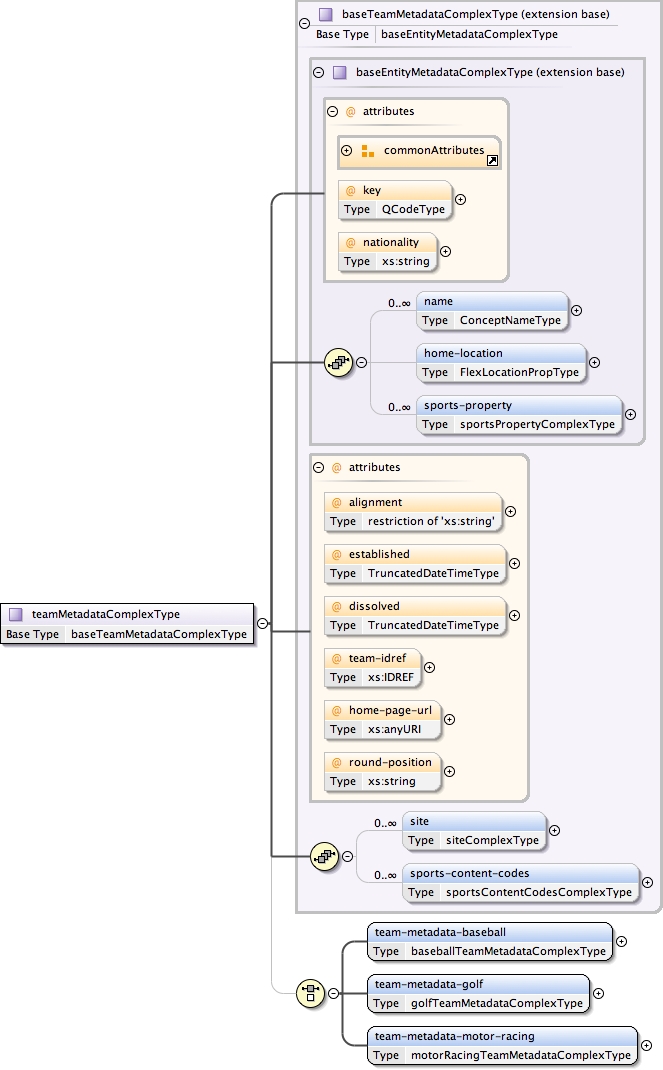 baseTeamMetadataComplexType (extension base)
Base Type baseEntityMetadataComplexType
baseEntityMetadataComplexType (extension base)
@ attributes
commonAttributes
@ key
Type QCodeType
@ nationality
Type xs:string
0..∞ name
Type ConceptNameType
home-location
Type FlexLocationPropType
0..∞ sports-property
Type sportsPropertyComplexType
@ attributes
@ alignment
Type restriction of 'xs:string'
@ established
Type TruncatedDateTimeType
@ dissolved
Type TruncatedDateTimeType
teamMetadataComplexType
Base Type baseTeamMetadataComplexType
@ team-idref
Type xs:IDREF
@ home-page-url
Type xs:anyURI
@ round-position
Type xs:string
0..∞ site
Type siteComplexType
0..∞ sports-content-codes
Type sportsContentCodesComplexType
team-metadata-baseball
Type baseballTeamMetadataComplexType
team-metadata-golf
Type golfTeamMetadataComplexType
team-metadata-motor-racing
Type motorRacingTeamMetadataComplexType